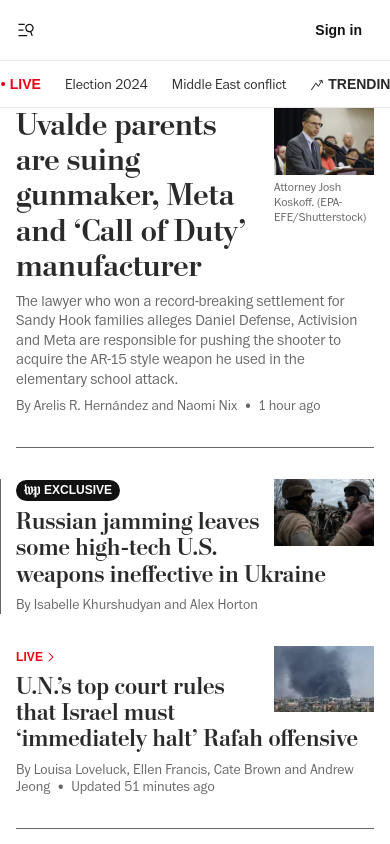 Sign in
• LIVE Election 2024 Middle East conflict TRENDIN
Uvalde parents
are suing
gunmaker, Meta
and ‘Call of Duty’
manufacturer
Attorney Josh
Koskoff. (EPA-
EFE/Shutterstock)
The lawyer who won a record-breaking settlement for
Sandy Hook families alleges Daniel Defense, Activision
and Meta are responsible for pushing the shooter to
acquire the AR-15 style weapon he used in the
elementary school attack.
By Arelis R. Hernández and Naomi Nix • 1 hour ago
wp EXCLUSIVE
Russian jamming leaves
some high-tech U.S.
weapons ineffective in Ukraine
By Isabelle Khurshudyan and Alex Horton
LIVE >
U.N.’s top court rules
that Israel must
‘immediately halt’ Rafah offensive
By Louisa Loveluck, Ellen Francis, Cate Brown and Andrew
Jeong • Updated 51 minutes ago